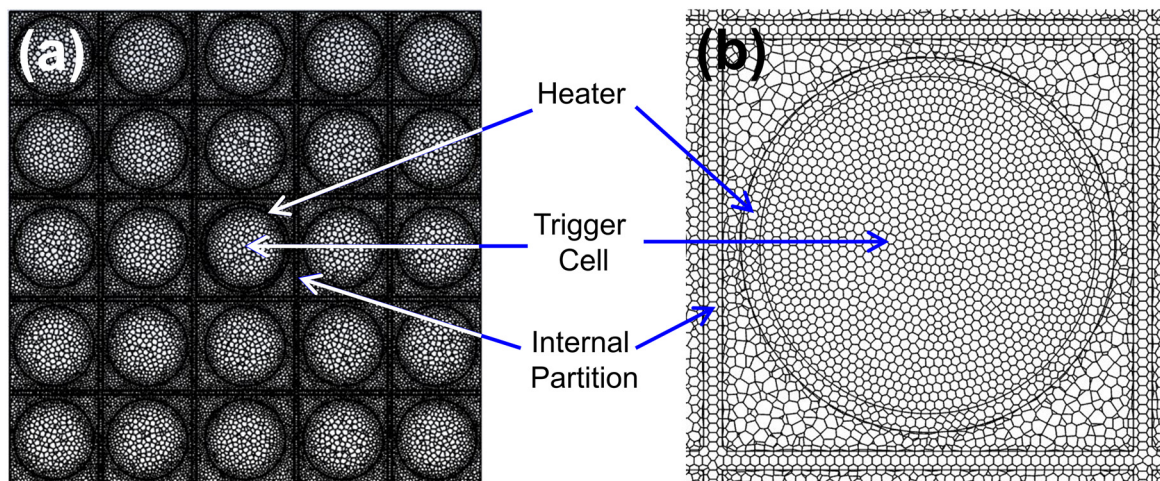 (a)
(b)
Heater
Trigger
Cell
Internal
Partition